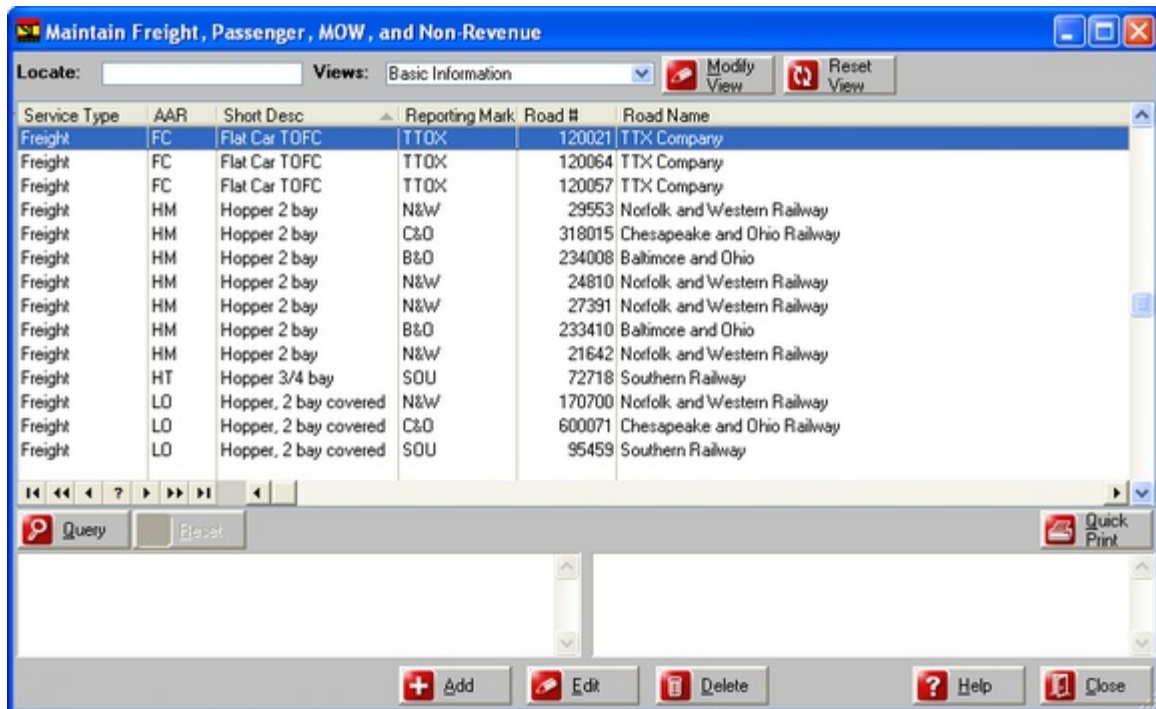 Maintain Freight, Passenger, MOW, and Non-Revenue
Locate: Views: Basic Information Modify View Reset View
Service Type AAR Short Desc Reporting Mark Road # Road Name
Freight FC Flat Car TOFC TTOX 120021 TTX Company
Freight FC Flat Car TOFC TTOX 120064 TTX Company
Freight FC Flat Car TOFC TTOX 120057 TTX Company
Freight HM Hopper 2 bay N&W 29553 Norfolk and Western Railway
Freight HM Hopper 2 bay C&O 318015 Chesapeake and Ohio Railway
Freight HM Hopper 2 bay B&O 234008 Baltimore and Ohio
Freight HM Hopper 2 bay N&W 24810 Norfolk and Western Railway
Freight HM Hopper 2 bay N&W 27391 Norfolk and Western Railway
Freight HM Hopper 2 bay B&O 233410 Baltimore and Ohio
Freight HM Hopper 2 bay N&W 21642 Norfolk and Western Railway
Freight HT Hopper 3/4 bay SOU 72718 Southern Railway
Freight LO Hopper, 2 bay covered N&W 170700 Norfolk and Western Railway
Freight LO Hopper, 2 bay covered C&O 600071 Chesapeake and Ohio Railway
Freight LO Hopper, 2 bay covered SOU 95459 Southern Railway
?
Query Reset Quick Print
Add Edit Delete ? Help Close